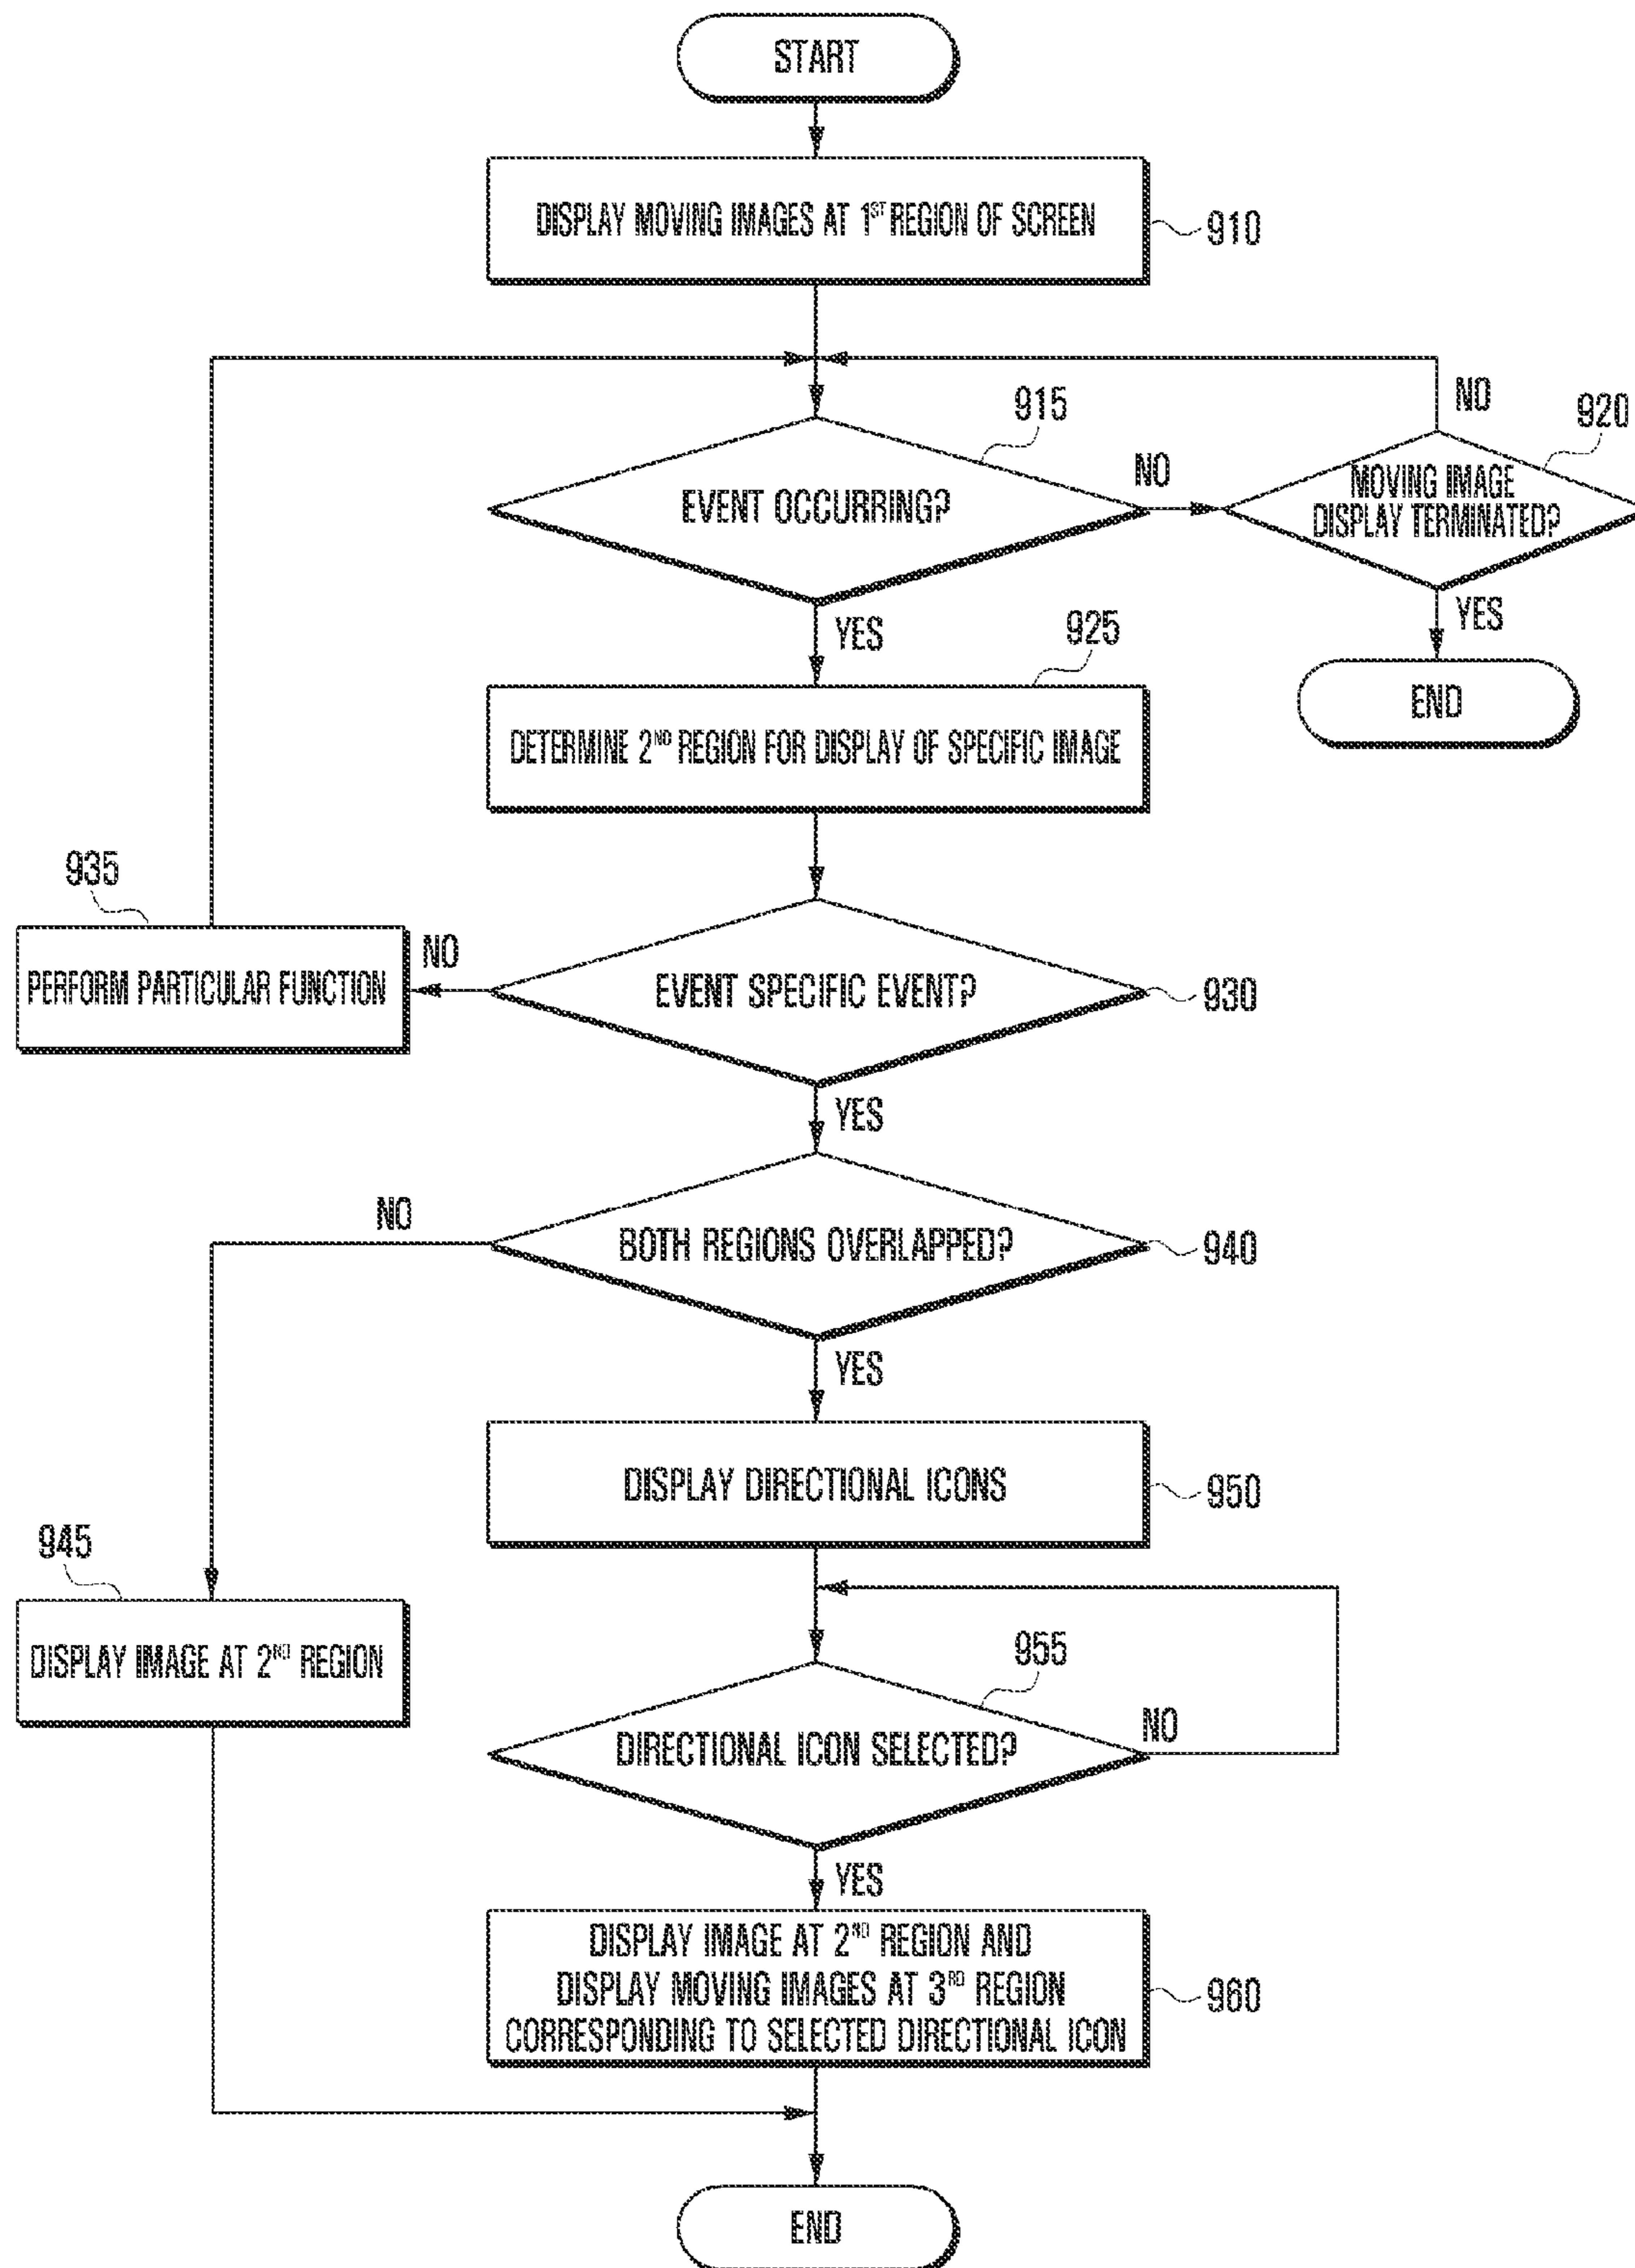 START
DISPLAY MOVING IMAGES AT 1ST REGION OF SCREEN
910
915
EVENT OCCURRING?
NO
NO
920
MOVING IMAGE
DISPLAY TERMINATED?
YES
END
YES
925
DETERMINE 2ND REGION FOR DISPLAY OF SPECIFIC IMAGE
935
PERFORM PARTICULAR FUNCTION
NO
EVENT SPECIFIC EVENT?
930
YES
NO
BOTH REGIONS OVERLAPPED?
940
YES
DISPLAY DIRECTIONAL ICONS
950
945
DISPLAY IMAGE AT 2ND REGION
955
DIRECTIONAL ICON SELECTED?
NO
YES
DISPLAY IMAGE AT 2ND REGION AND
DISPLAY MOVING IMAGES AT 3RD REGION
CORRESPONDING TO SELECTED DIRECTIONAL ICON
960
END